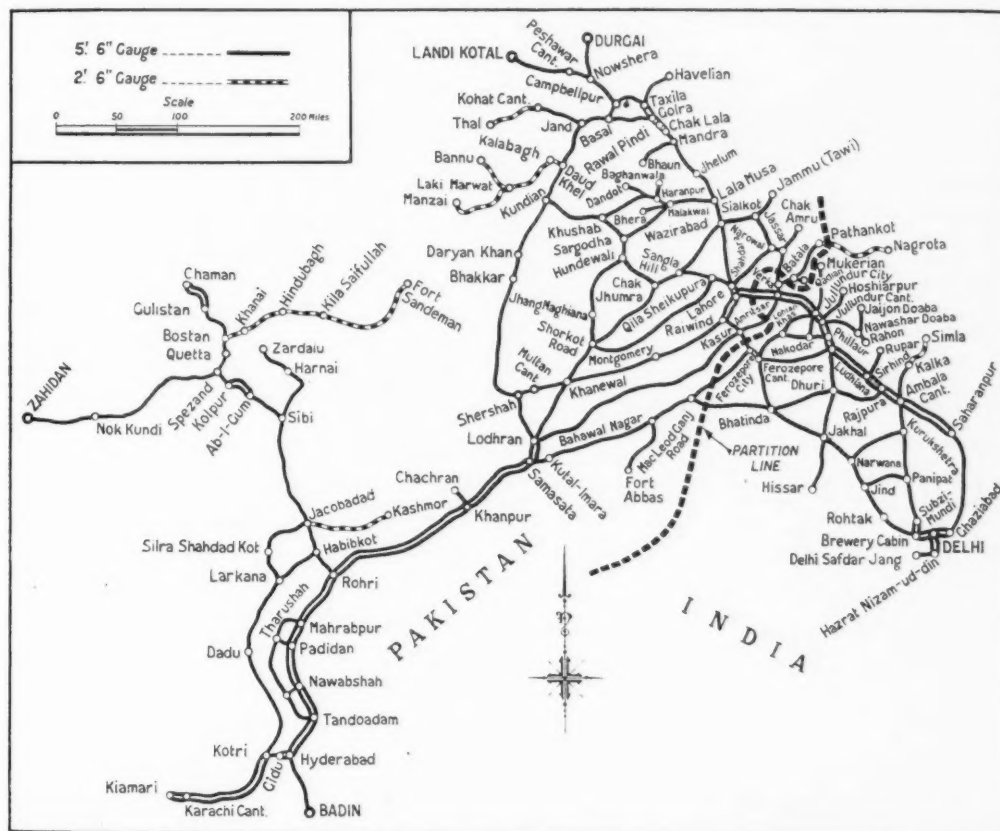 5'. 6" Gauge
2'. 6" Gauge
Scale
0 50 100 200 Miles
LANDI KOTAL
Peshawar Cant.
DURGAI
Nowshera
Campbellpur
Havelian
Taxila
Golra
Chak Lala
Mandra
Kohat Cant.
Thal
Jand
Basal
Rawal Pindi
Kalabagh
Bannu
Laki Marwat
Manzai
Daud Khel
Kundian
Bhaun
Baghanwala
Dandot
Haranpur
Jhelum
Lala Musa
Jammu (Tawi)
Khushab
Bhera
Malakwal
Sialkot
Jassar
Chak Amru
Sargodha
Wazirabad
Narowal
Pathankot
Nagrota
Daryan Khan
Hundewali
Sangla Hill
Shahdara
Verka
Batala
Qadian
Mukerian
Bhakkar
Chak Jhumra
Qila Sheikupura
Lahore
Amritsar
Lohian Khas
Jullundur City
Hoshiarpur
Jullundur Cant.
Jaijon Doaba
Nawashar Doaba
Rahon
Jhang Maghiana
Raiwind
Kasur
Nakodar
Phillaur
Rupar
Simla
Shorkot Road
Montgomery
Ferozepore City
Ferozepore Cant.
Ludhiana
Sirhind
Kalka
Multan Cant.
Khanewal
Dhuri
Rajpura
Ambala Cant.
Saharanpur
Shershah
Lodhran
Bahawal Nagar
MacLeod Ganj Road
Bhatinda
Jakhal
Kurukshetra
PARTITION LINE
Fort Abbas
Kutal-Imara
Samasata
Hissar
Narwana
Panipat
Jind
Rohtak
Subzi-Mundi
Ghaziabad
Brewery Cabin
DELHI
Delhi Safdar Jang
Hazrat Nizam-ud-din
Chaman
Gulistan
Bostan
Quetta
Khanai
Hindubagh
Kila Saifullah
Fort Sandeman
Zardalu
Harnai
ZAHIDAN
Nok Kundi
Spezand
Kolpur
Ab-I-Gum
Sibi
Chachran
Khanpur
Jacobadad
Kashmor
Silra Shahdad Kot
Habibkot
Larkana
Rohri
Tharushah
Mahrabpur
Padidan
Dadu
Nawabshah
Tandoadam
Kotri
Gidu
Hyderabad
Kiamari
Karachi Cant.
BADIN
PAKISTAN
INDIA